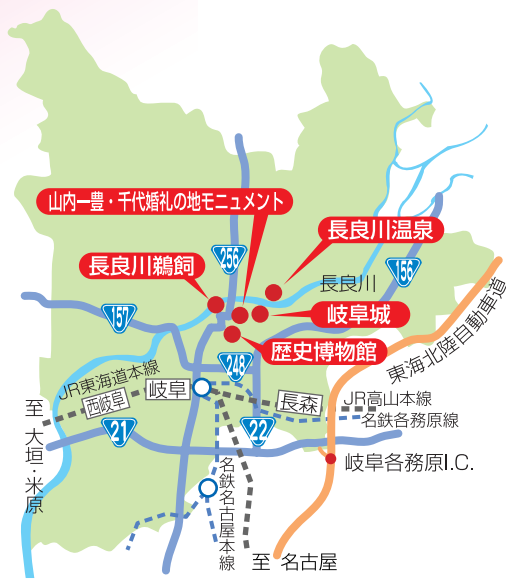 山内一豊・千代婚礼の地モニュメント
長良川温泉
256
長良川鵜飼
長良川
156
岐阜城
157
歴史博物館
東海北陸自動車道
248
JR東海道本線
岐阜
西岐阜
長森
JR高山本線
名鉄各務原線
至 大垣・米原
21
22
岐阜各務原I.C.
名鉄名古屋本線
至 名古屋